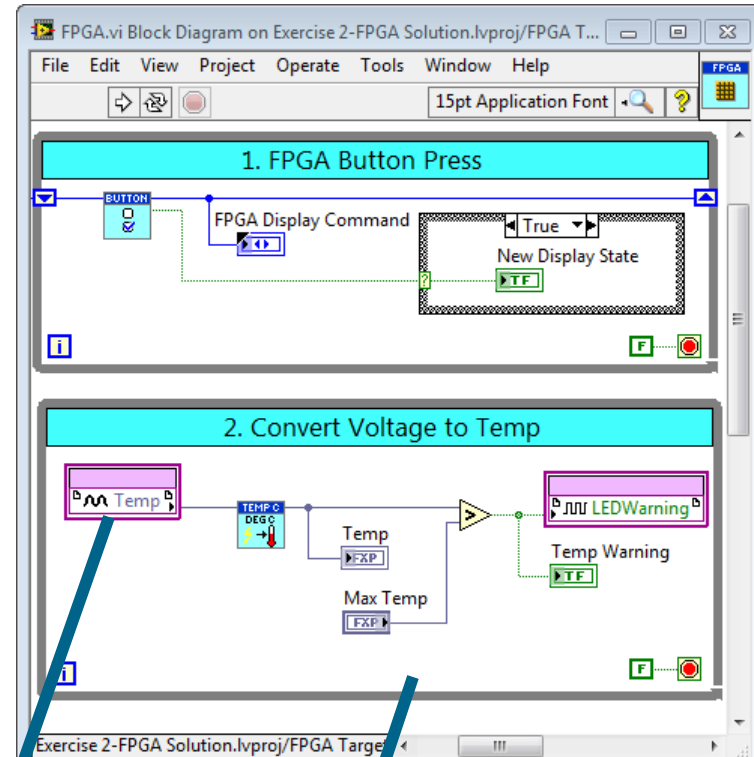 FPGA.vi Block Diagram on Exercise 2-FPGA Solution.lvproj/FPGA T...
File Edit View Project Operate Tools Window Help
FPGA
15pt Application Font
1. FPGA Button Press
BUTTON
FPGA Display Command
True
New Display State
?
TF
i
F
2. Convert Voltage to Temp
Temp
TEMP C
DEG C
>
LEDWarning
Temp
FXP
Temp Warning
TF
Max Temp
FXP
i
F
Exercise 2-FPGA Solution.lvproj/FPGA Target